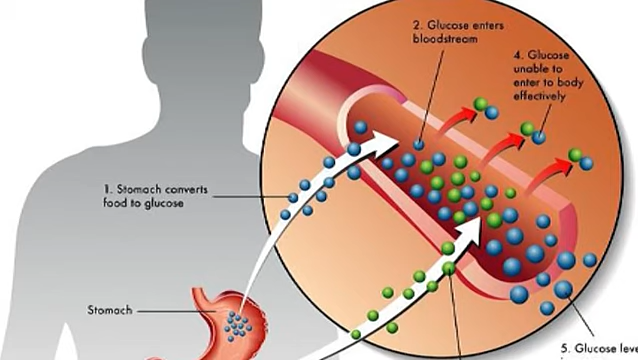 2. Glucose enters
bloodstream
4. Glucose
unable to
enter to body
effectively
1. Stomach converts
food to glucose
Stomach
5. Glucose